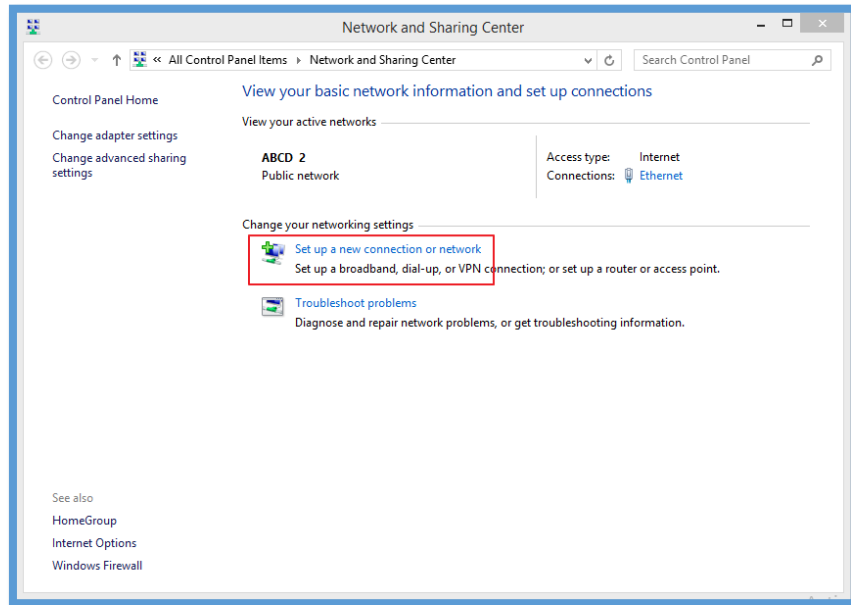 Network and Sharing Center
« All Control Panel Items ▸ Network and Sharing Center
Search Control Panel
Control Panel Home
Change adapter settings
Change advanced sharing
settings
View your basic network information and set up connections
View your active networks
ABCD 2
Public network
Access type: Internet
Connections: Ethernet
Change your networking settings
Set up a new connection or network
Set up a broadband, dial-up, or VPN connection; or set up a router or access point.
Troubleshoot problems
Diagnose and repair network problems, or get troubleshooting information.
See also
HomeGroup
Internet Options
Windows Firewall